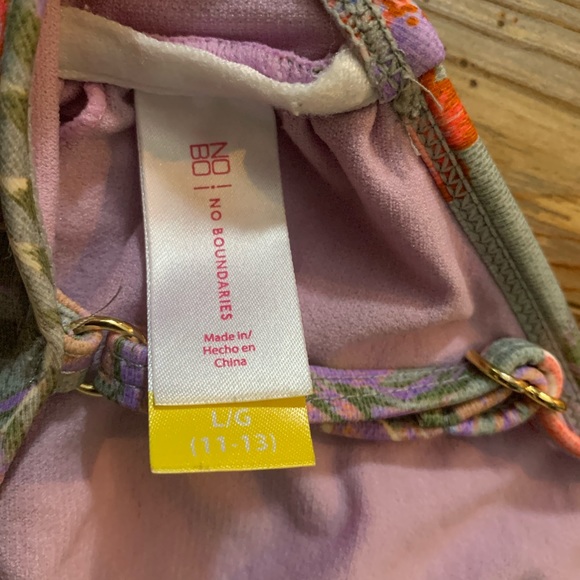 NO
BO
NO BOUNDARIES
Made in/
Hecho en
China
L/G
(11-13)